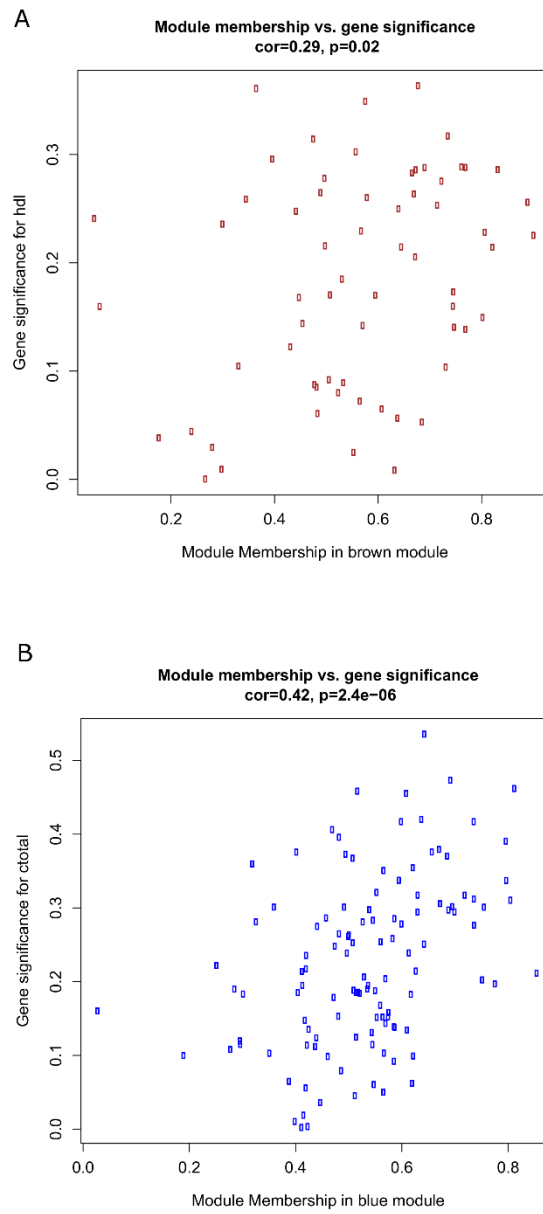 A
Module membership vs. gene significance
cor=0.29, p=0.02
Gene significance for hdl
0.3
0.2
0.1
0.0
0.2 0.4 0.6 0.8
Module Membership in brown module
B
Module membership vs. gene significance
cor=0.42, p=2.4e−06
Gene significance for ctotal
0.5
0.4
0.3
0.2
0.1
0.0
0.0 0.2 0.4 0.6 0.8
Module Membership in blue module